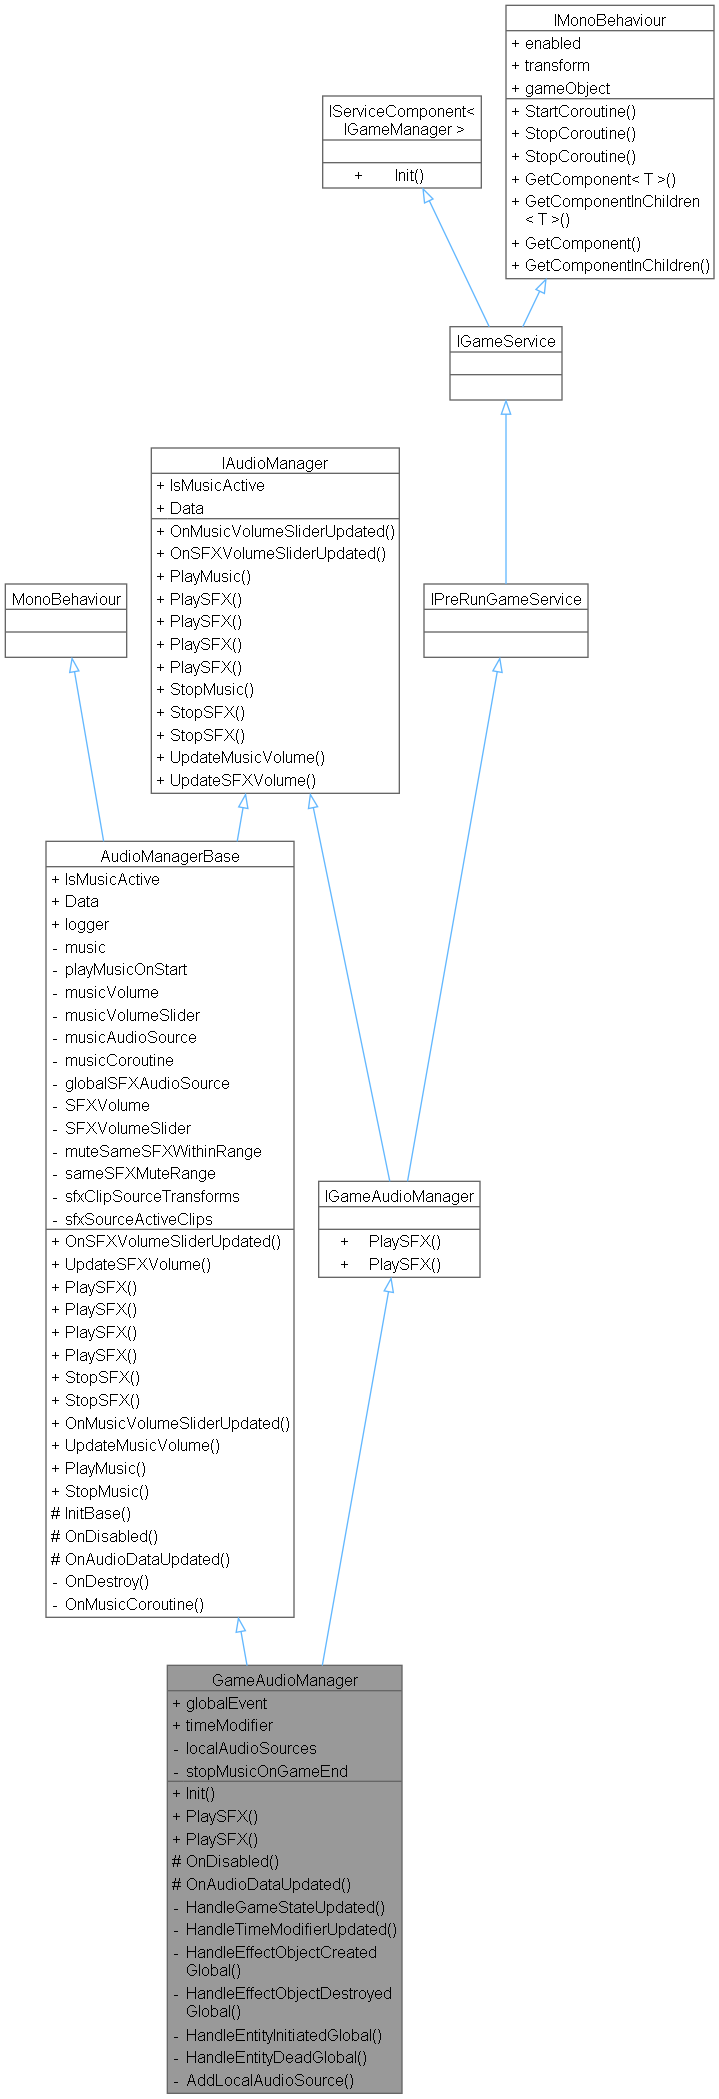 IMonoBehaviour
+ enabled
+ transform
+ gameObject
+ StartCoroutine()
+ StopCoroutine()
+ StopCoroutine()
+ GetComponent< T >()
+ GetComponentInChildren
< T >()
+ GetComponent()
+ GetComponentInChildren()
IServiceComponent<
IGameManager >
+ Init()
IGameService
IAudioManager
+ IsMusicActive
+ Data
+ OnMusicVolumeSliderUpdated()
+ OnSFXVolumeSliderUpdated()
+ PlayMusic()
+ PlaySFX()
+ PlaySFX()
+ PlaySFX()
+ PlaySFX()
+ StopMusic()
+ StopSFX()
+ StopSFX()
+ UpdateMusicVolume()
+ UpdateSFXVolume()
MonoBehaviour
IPreRunGameService
AudioManagerBase
+ IsMusicActive
+ Data
+ logger
- music
- playMusicOnStart
- musicVolume
- musicVolumeSlider
- musicAudioSource
- musicCoroutine
- globalSFXAudioSource
- SFXVolume
- SFXVolumeSlider
- muteSameSFXWithinRange
- sameSFXMuteRange
- sfxClipSourceTransforms
- sfxSourceActiveClips
+ OnSFXVolumeSliderUpdated()
+ UpdateSFXVolume()
+ PlaySFX()
+ PlaySFX()
+ PlaySFX()
+ PlaySFX()
+ StopSFX()
+ StopSFX()
+ OnMusicVolumeSliderUpdated()
+ UpdateMusicVolume()
+ PlayMusic()
+ StopMusic()
# InitBase()
# OnDisabled()
# OnAudioDataUpdated()
- OnDestroy()
- OnMusicCoroutine()
IGameAudioManager
+ PlaySFX()
+ PlaySFX()
GameAudioManager
+ globalEvent
+ timeModifier
- localAudioSources
- stopMusicOnGameEnd
+ Init()
+ PlaySFX()
+ PlaySFX()
# OnDisabled()
# OnAudioDataUpdated()
- HandleGameStateUpdated()
- HandleTimeModifierUpdated()
- HandleEffectObjectCreated
Global()
- HandleEffectObjectDestroyed
Global()
- HandleEntityInitiatedGlobal()
- HandleEntityDeadGlobal()
- AddLocalAudioSource()